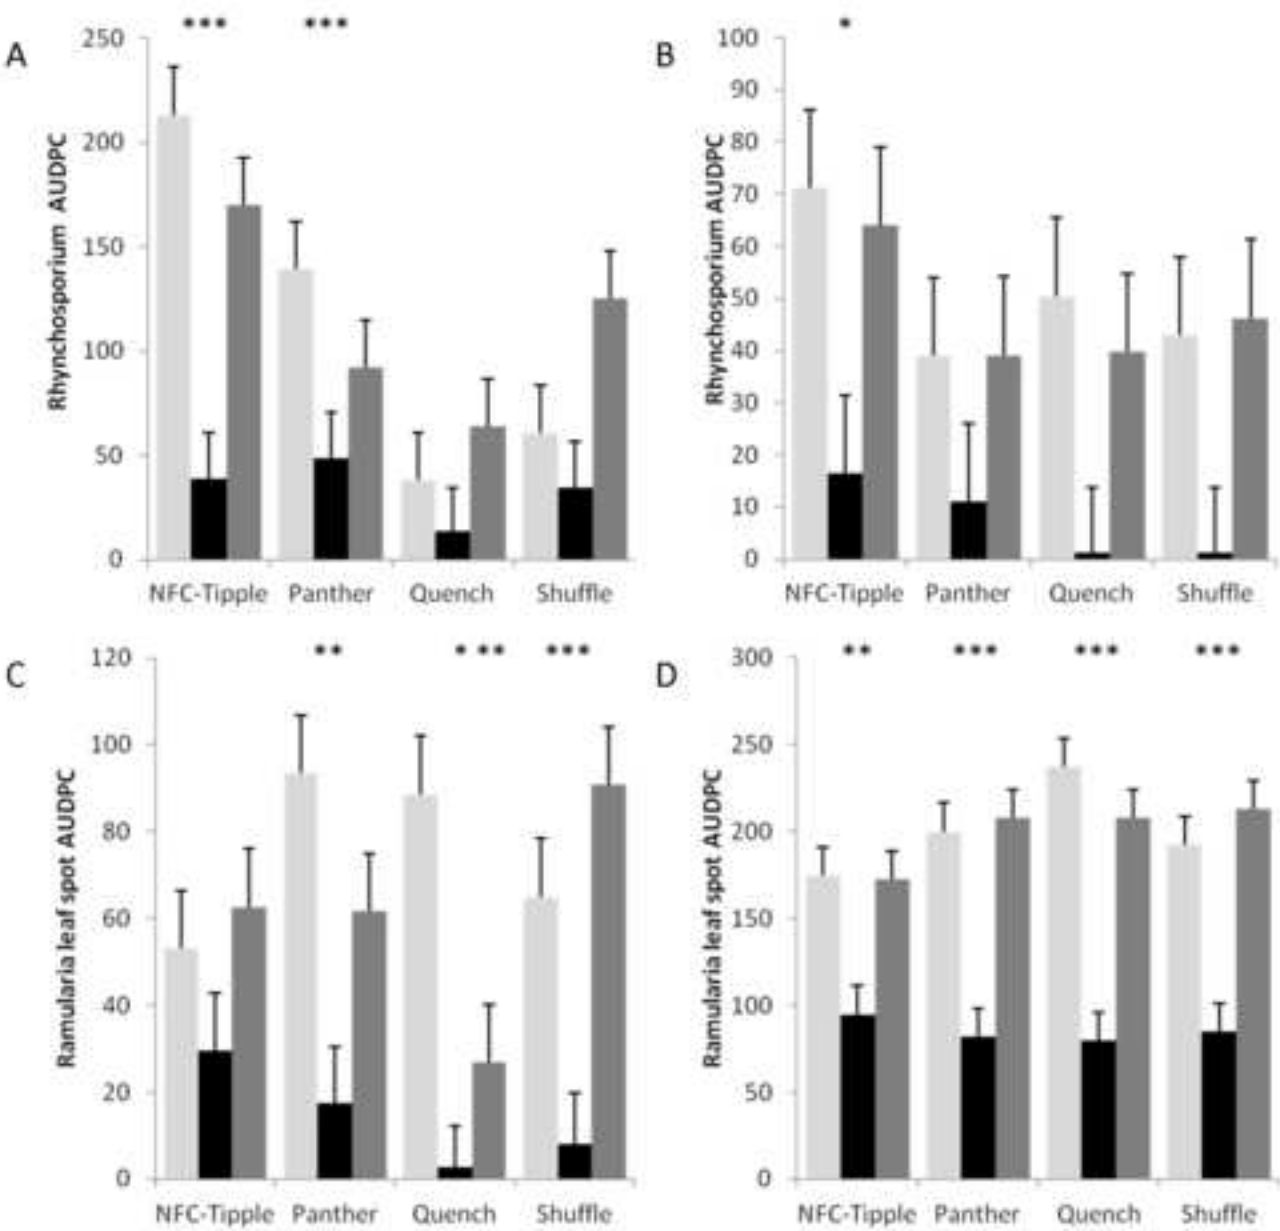 A
Rhynchosporium AUDPC
*** ***
250
200
150
100
50
0
NFC-Tipple Panther Quench Shuffle
B
Rhynchosporium AUDPC
*
100
90
80
70
60
50
40
30
20
10
0
NFC-Tipple Panther Quench Shuffle
C
Ramularia leaf spot AUDPC
** * ** ***
120
100
80
60
40
20
0
NFC-Tipple Panther Quench Shuffle
D
Ramularia leaf spot AUDPC
** *** *** ***
300
250
200
150
100
50
0
NFC-Tipple Panther Quench Shuffle